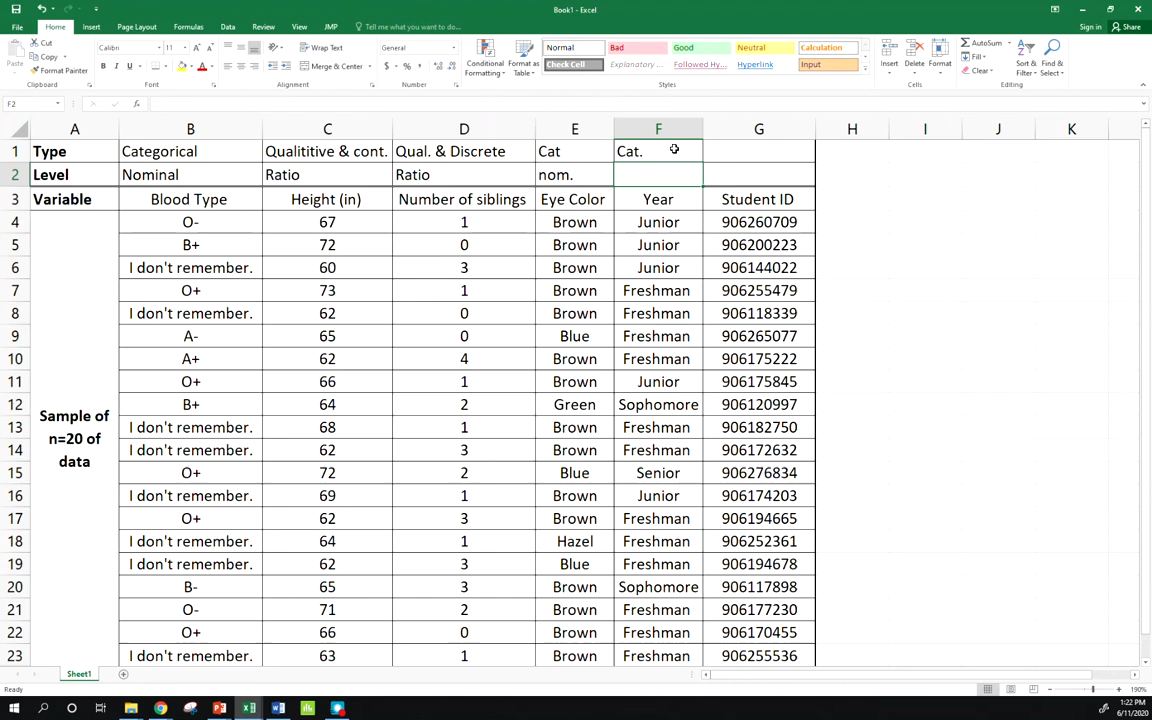 Book1 - Excel
Sign in Share
File Home Insert Page Layout Formulas Data Review View JMP Tell me what you want to do...
Paste Cut Copy Format Painter Clipboard
Calibri 11 A A B I U A Font
Wrap Text Merge & Center Alignment
General $ % , Number
Conditional Formatting Format as Table
Normal Bad Good Neutral Calculation
Check Cell Explanatory ... Followed Hy... Hyperlink Input
Styles
Insert Delete Format Cells
AutoSum Fill Clear Sort & Filter Find & Select Editing
F2 fx
A B C D E F G H I J K
1 Type Categorical Qualititive & cont. Qual. & Discrete Cat Cat.
2 Level Nominal Ratio Ratio nom.
3 Variable Blood Type Height (in) Number of siblings Eye Color Year Student ID
4 O- 67 1 Brown Junior 906260709
5 B+ 72 0 Brown Junior 906200223
6 I don't remember. 60 3 Brown Junior 906144022
7 O+ 73 1 Brown Freshman 906255479
8 I don't remember. 62 0 Brown Freshman 906118339
9 A- 65 0 Blue Freshman 906265077
10 A+ 62 4 Brown Freshman 906175222
11 O+ 66 1 Brown Junior 906175845
12 B+ 64 2 Green Sophomore 906120997
Sample of n=20 of data
13 I don't remember. 68 1 Brown Freshman 906182750
14 I don't remember. 62 3 Brown Freshman 906172632
15 O+ 72 2 Blue Senior 906276834
16 I don't remember. 69 1 Brown Junior 906174203
17 O+ 62 3 Brown Freshman 906194665
18 I don't remember. 64 1 Hazel Freshman 906252361
19 I don't remember. 62 3 Blue Freshman 906194678
20 B- 65 3 Brown Sophomore 906117898
21 O- 71 2 Brown Freshman 906177230
22 O+ 66 0 Brown Freshman 906170455
23 I don't remember. 63 1 Brown Freshman 906255536
Sheet1
Ready 190%
1:22 PM
6/11/2020